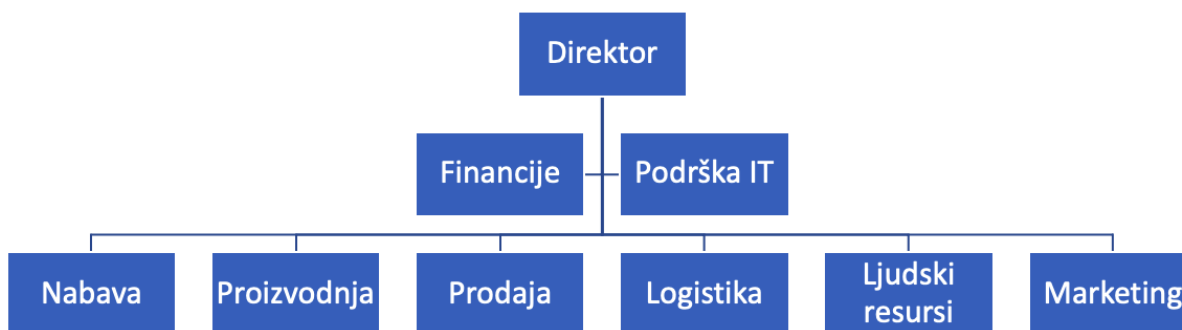 Direktor
Financije
Podrška IT
Nabava
Proizvodnja
Prodaja
Logistika
Ljudski
resursi
Marketing